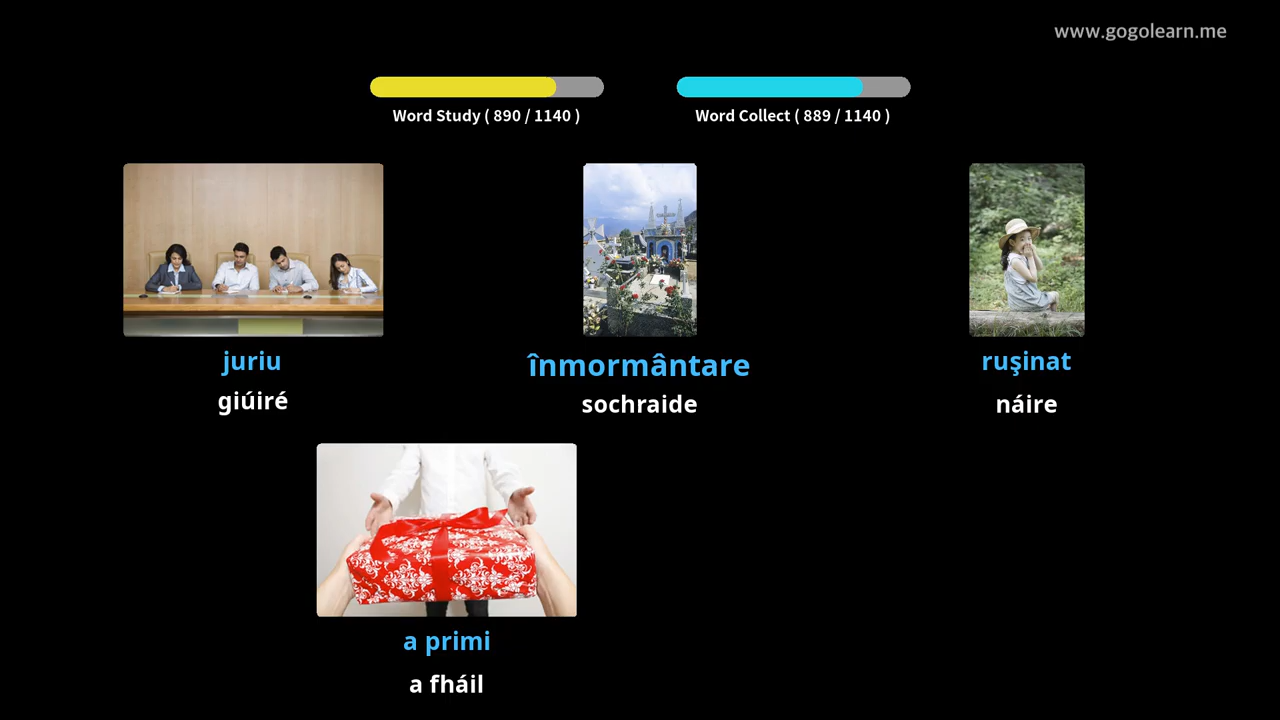 www.gogolearn.me
Word Study ( 890 / 1140 )
Word Collect ( 889 / 1140 )
juriu
giúiré
înmormântare
sochraide
ruşinat
náire
a primi
a fháil